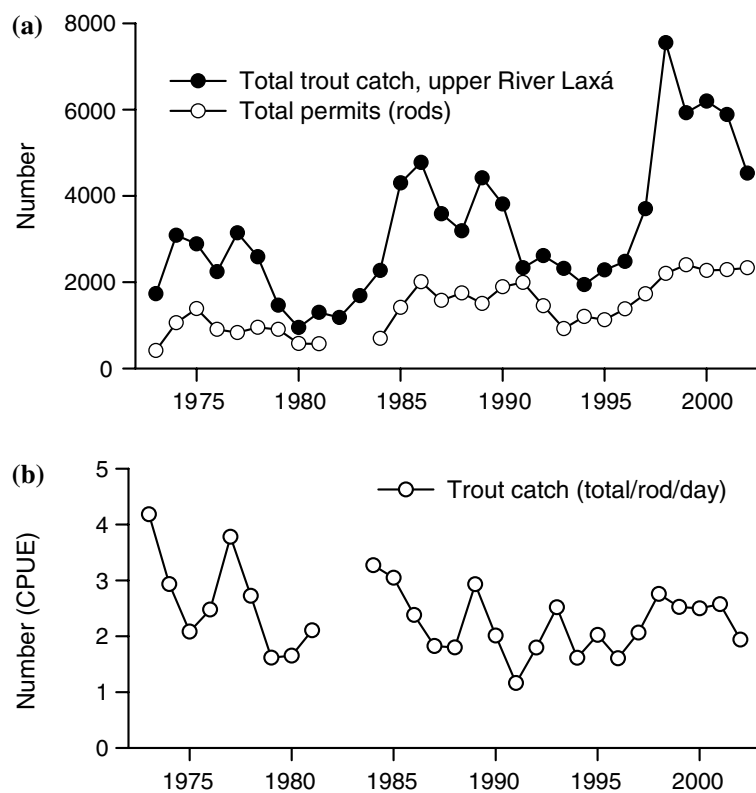 (a)
8000
6000
4000
2000
0
Number
Total trout catch, upper River Laxá
Total permits (rods)
1975 1980 1985 1990 1995 2000
(b)
5
4
3
2
1
0
Number (CPUE)
Trout catch (total/rod/day)
1975 1980 1985 1990 1995 2000